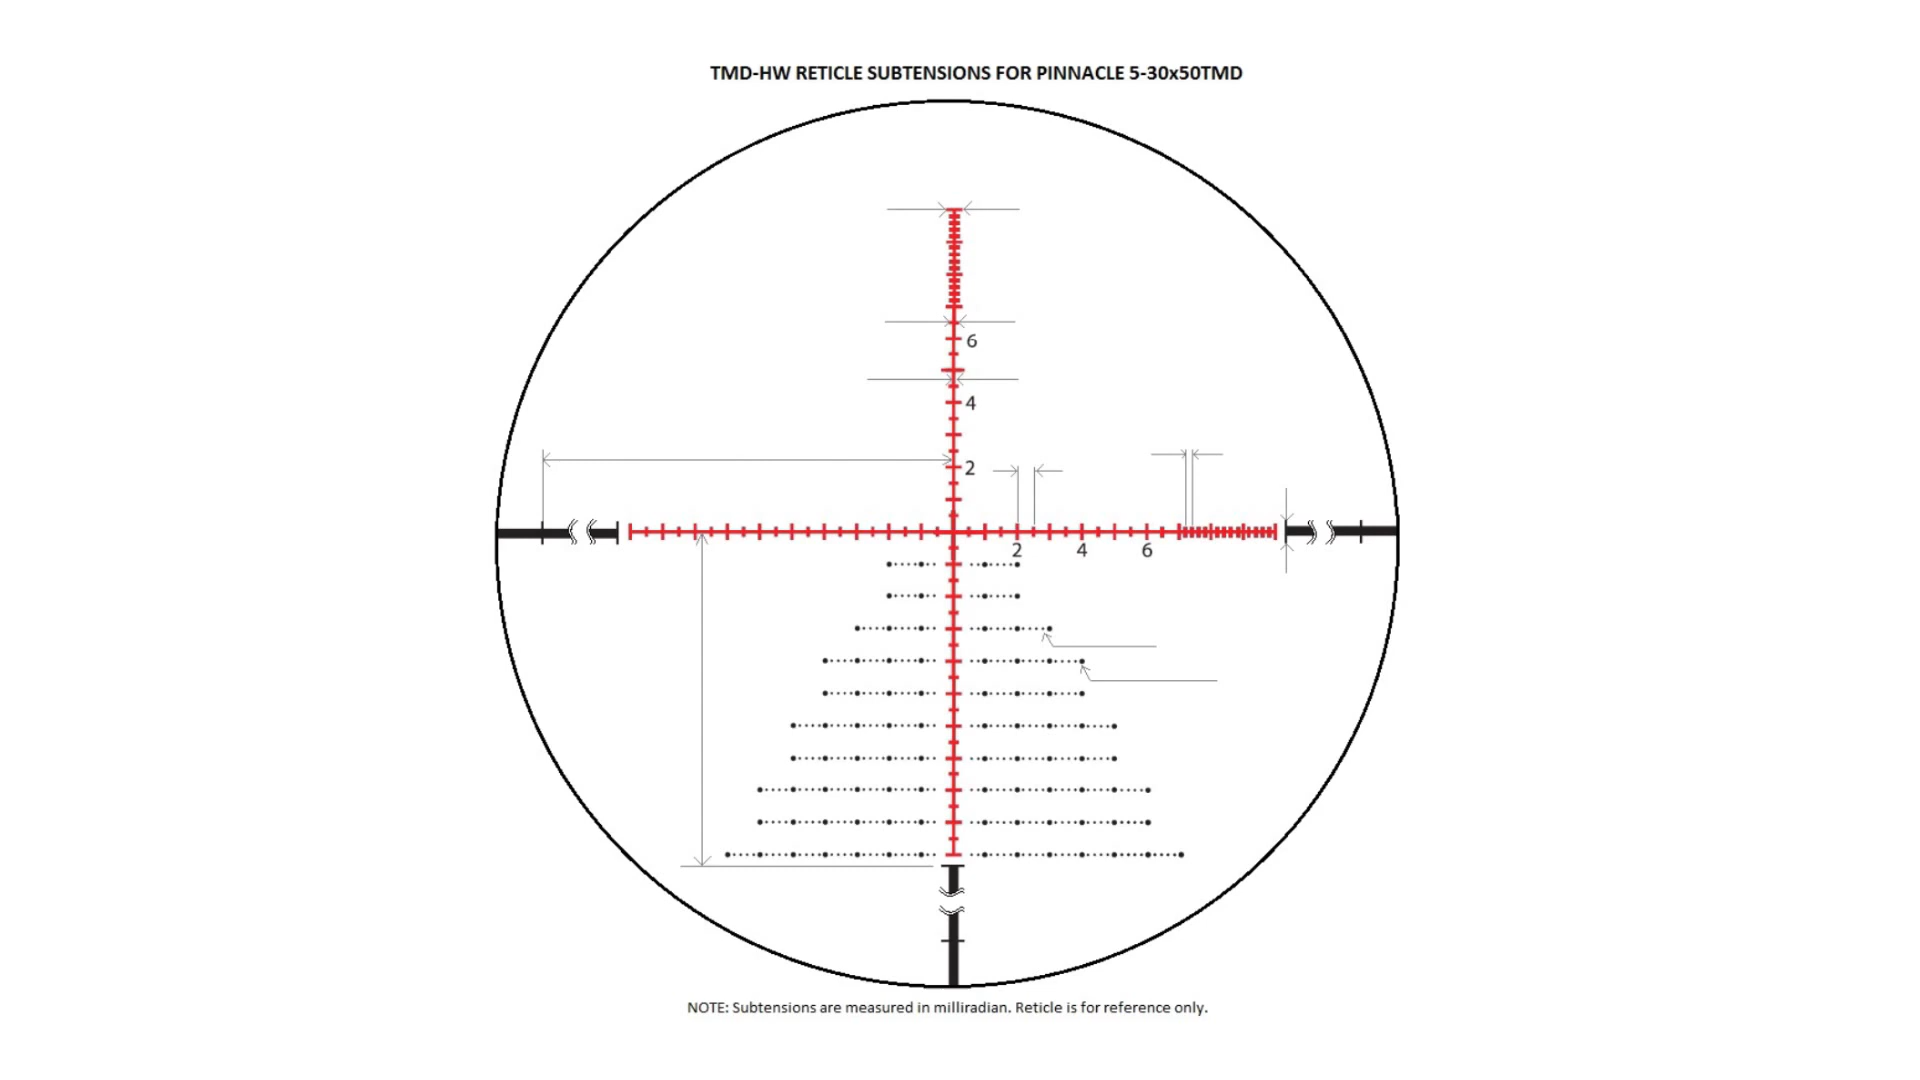 TMD-HW RETICLE SUBTENSIONS FOR PINNACLE 5-30x50TMD
6
4
2
2 4 6
NOTE: Subtensions are measured in milliradian. Reticle is for reference only.